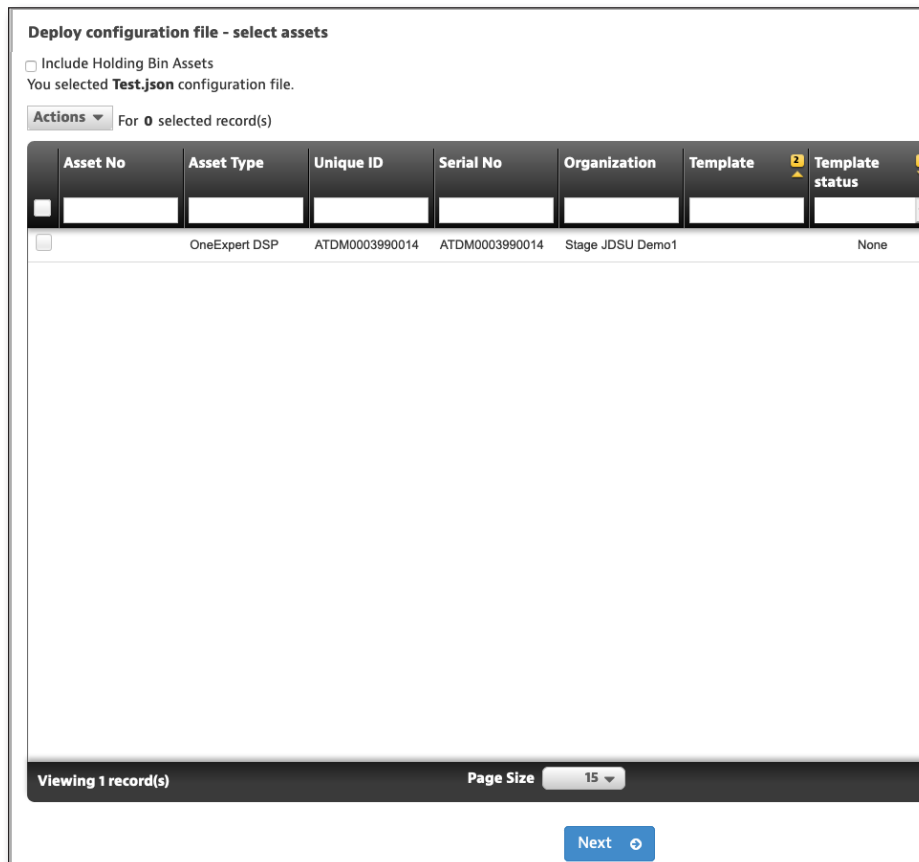 Deploy configuration file - select assets
Include Holding Bin Assets
You selected Test.json configuration file.
Actions For 0 selected record(s)
Asset No Asset Type Unique ID Serial No Organization Template 2 Template status
OneExpert DSP ATDM0003990014 ATDM0003990014 Stage JDSU Demo1 None
Viewing 1 record(s) Page Size 15
Next